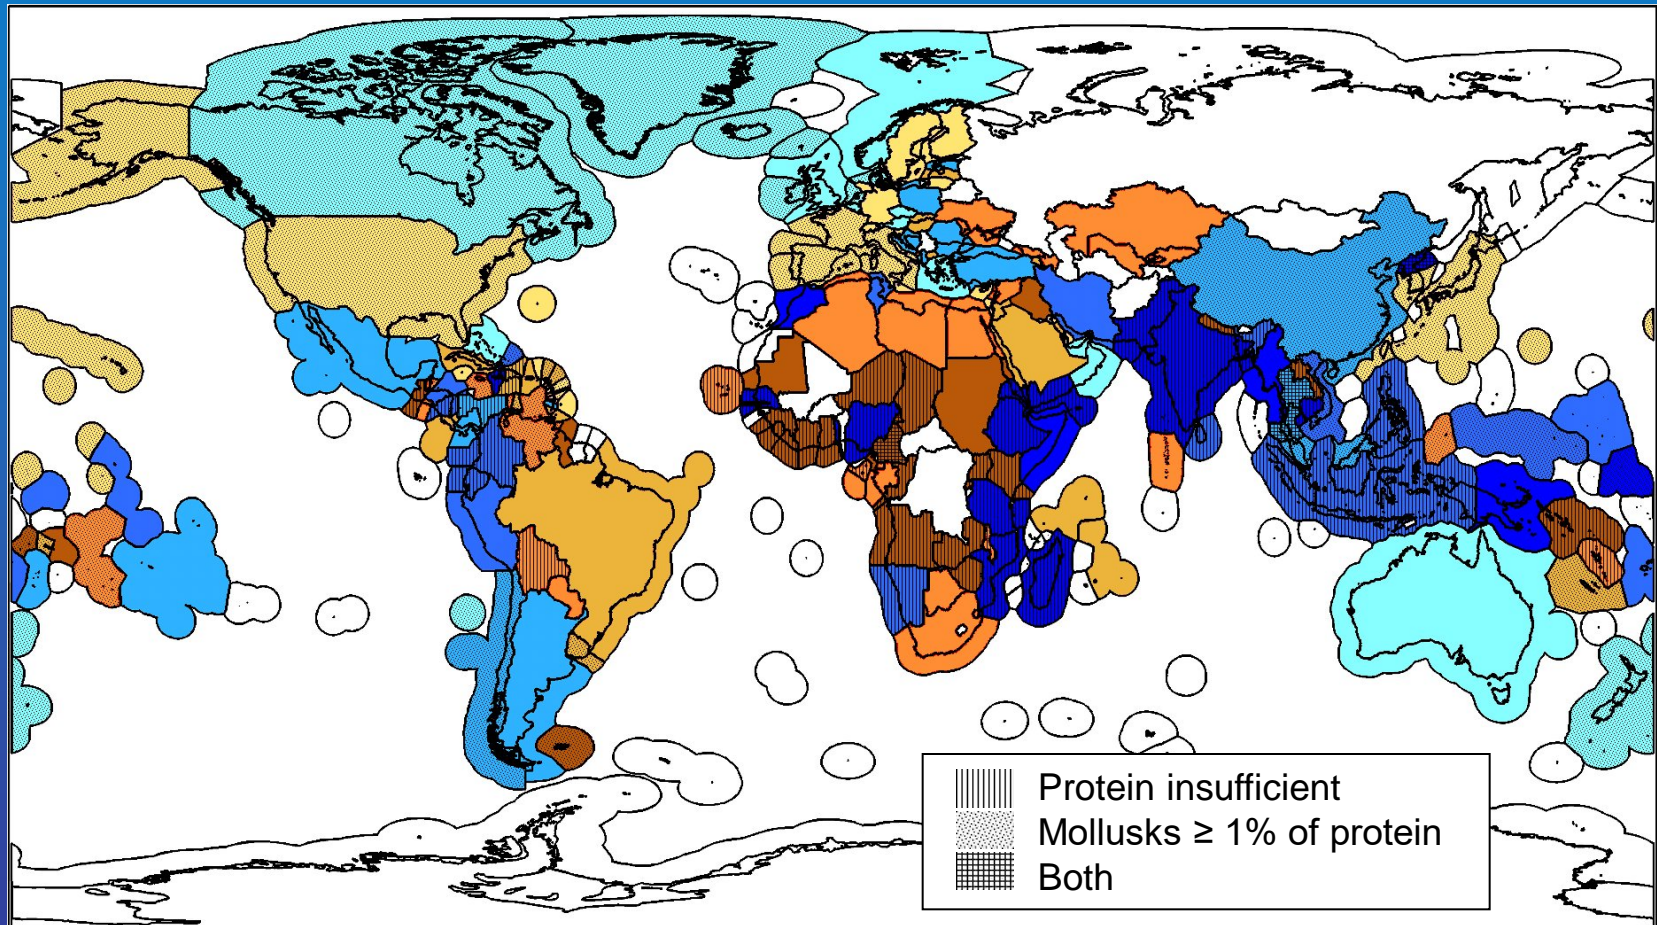 Protein insufficient
Mollusks ≥ 1% of protein
Both